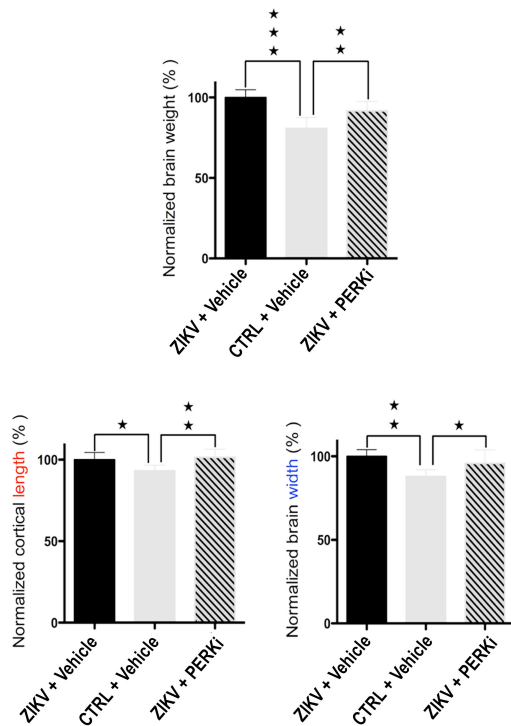 ★ ★ ★
★ ★
Normalized brain weight (%)
100
50
0
ZIKV + Vehicle
CTRL + Vehicle
ZIKV + PERKi
★
★ ★
Normalized cortical length (%)
100
50
0
ZIKV + Vehicle
CTRL + Vehicle
ZIKV + PERKi
★ ★
★
Normalized brain width (%)
100
50
0
ZIKV + Vehicle
CTRL + Vehicle
ZIKV + PERKi